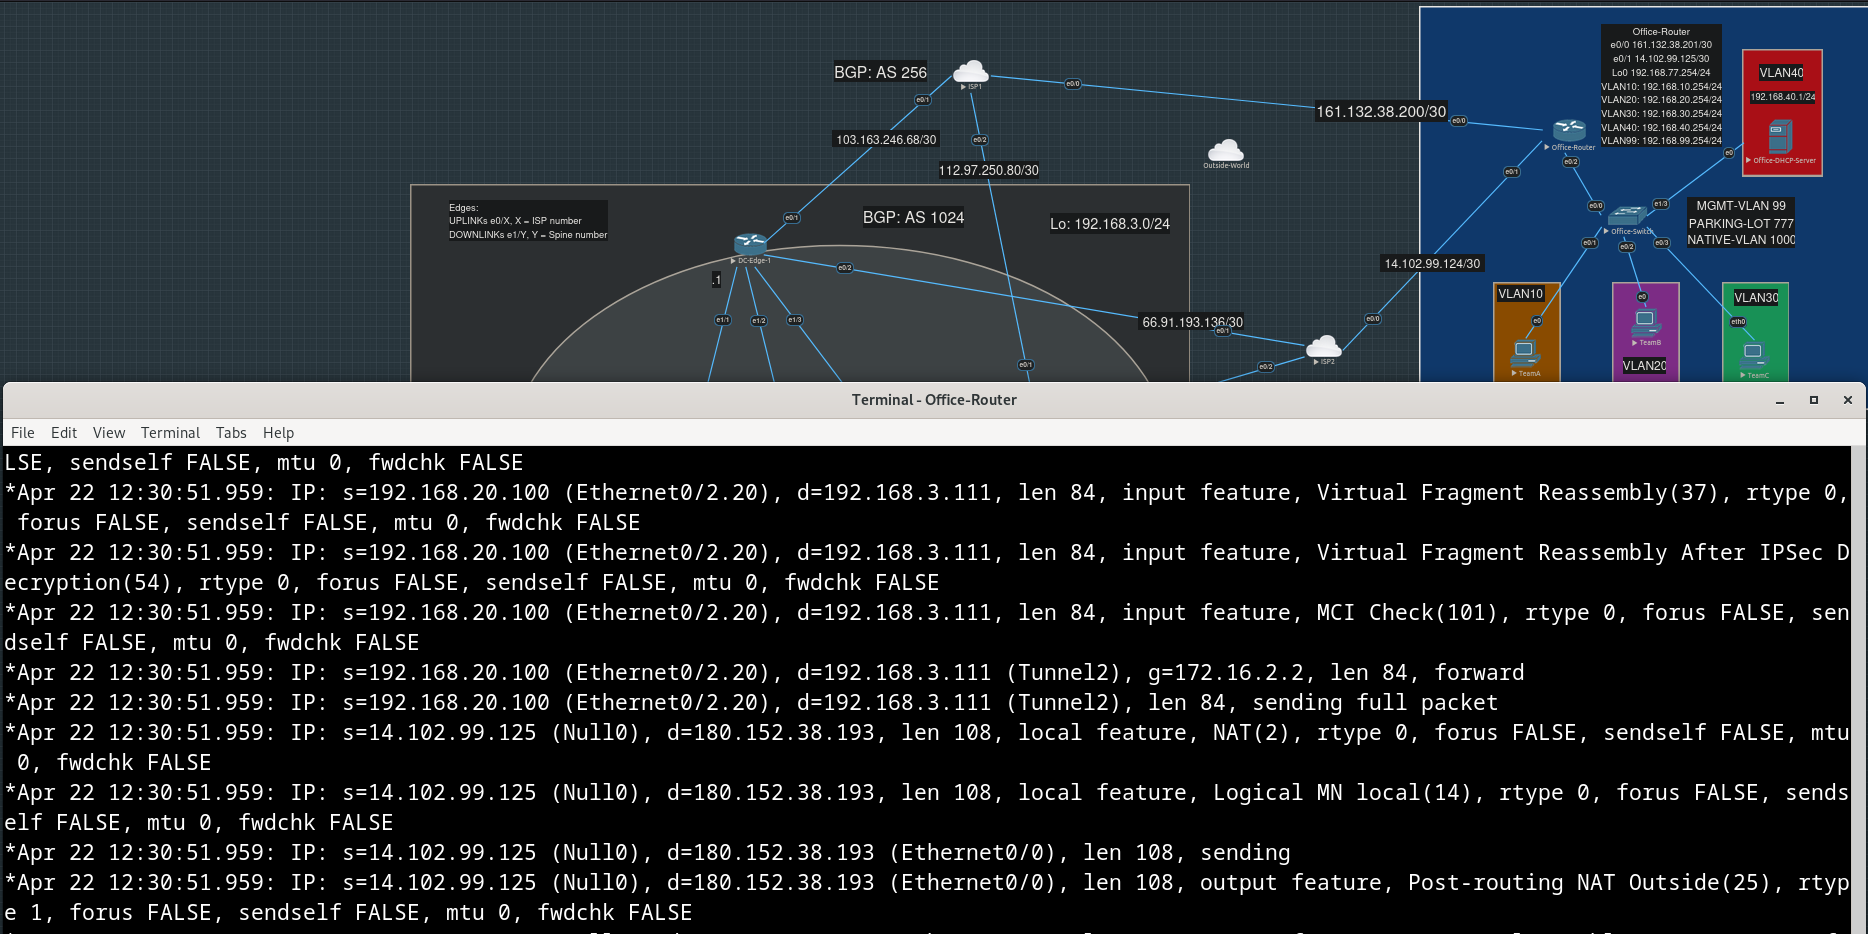 BGP: AS 256
ISP1
e0/0
e0/1
e0/2
103.163.246.68/30
112.97.250.80/30
161.132.38.200/30
e0/0
Outside-World
Edges:
UPLINKs e0/X, X = ISP number
DOWNLINKs e1/Y, Y = Spine number
BGP: AS 1024
Lo: 192.168.3.0/24
e0/1
DC-Edge-1
.1
e0/2
e1/1
e1/2
e1/3
66.91.193.136/30
e0/1
e0/1
ISP2
e0/2
e0/0
14.102.99.124/30
e0/1
Office-Router
e0/0 161.132.38.201/30
e0/1 14.102.99.125/30
Lo0 192.168.77.254/24
VLAN10: 192.168.10.254/24
VLAN20: 192.168.20.254/24
VLAN30: 192.168.30.254/24
VLAN40: 192.168.40.254/24
VLAN99: 192.168.99.254/24
Office-Router
e0/2
VLAN40
192.168.40.1/24
e0
Office-DHCP-Server
e0/0
e1/3
Office-Switch
MGMT-VLAN 99
PARKING-LOT 777
NATIVE-VLAN 1000
e0/1
e0/2
e0/3
VLAN10
e0
TeamA
e0
TeamB
VLAN20
VLAN30
eth0
TeamC
Terminal - Office-Router
File Edit View Terminal Tabs Help
LSE, sendself FALSE, mtu 0, fwdchk FALSE
*Apr 22 12:30:51.959: IP: s=192.168.20.100 (Ethernet0/2.20), d=192.168.3.111, len 84, input feature, Virtual Fragment Reassembly(37), rtype 0,
 forus FALSE, sendself FALSE, mtu 0, fwdchk FALSE
*Apr 22 12:30:51.959: IP: s=192.168.20.100 (Ethernet0/2.20), d=192.168.3.111, len 84, input feature, Virtual Fragment Reassembly After IPSec D
ecryption(54), rtype 0, forus FALSE, sendself FALSE, mtu 0, fwdchk FALSE
*Apr 22 12:30:51.959: IP: s=192.168.20.100 (Ethernet0/2.20), d=192.168.3.111, len 84, input feature, MCI Check(101), rtype 0, forus FALSE, sen
dself FALSE, mtu 0, fwdchk FALSE
*Apr 22 12:30:51.959: IP: s=192.168.20.100 (Ethernet0/2.20), d=192.168.3.111 (Tunnel2), g=172.16.2.2, len 84, forward
*Apr 22 12:30:51.959: IP: s=192.168.20.100 (Ethernet0/2.20), d=192.168.3.111 (Tunnel2), len 84, sending full packet
*Apr 22 12:30:51.959: IP: s=14.102.99.125 (Null0), d=180.152.38.193, len 108, local feature, NAT(2), rtype 0, forus FALSE, sendself FALSE, mtu
 0, fwdchk FALSE
*Apr 22 12:30:51.959: IP: s=14.102.99.125 (Null0), d=180.152.38.193, len 108, local feature, Logical MN local(14), rtype 0, forus FALSE, sends
elf FALSE, mtu 0, fwdchk FALSE
*Apr 22 12:30:51.959: IP: s=14.102.99.125 (Null0), d=180.152.38.193 (Ethernet0/0), len 108, sending
*Apr 22 12:30:51.959: IP: s=14.102.99.125 (Null0), d=180.152.38.193 (Ethernet0/0), len 108, output feature, Post-routing NAT Outside(25), rtyp
e 1, forus FALSE, sendself FALSE, mtu 0, fwdchk FALSE